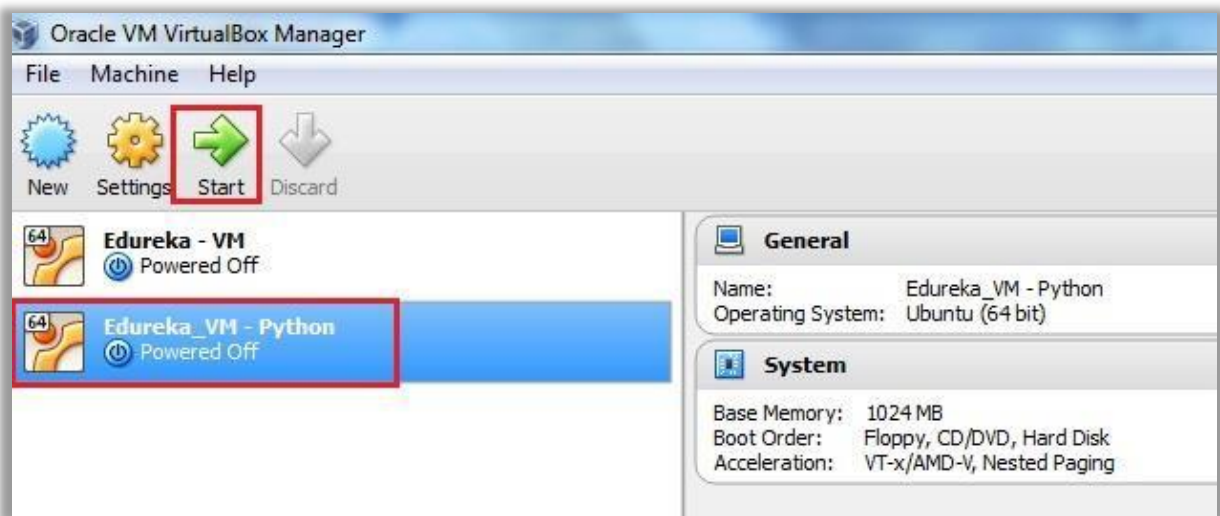 Oracle VM VirtualBox Manager
File Machine Help
New Settings Start Discard
64 Edureka - VM
Powered Off
64 Edureka_VM - Python
Powered Off
General
Name: Edureka_VM - Python
Operating System: Ubuntu (64 bit)
System
Base Memory: 1024 MB
Boot Order: Floppy, CD/DVD, Hard Disk
Acceleration: VT-x/AMD-V, Nested Paging